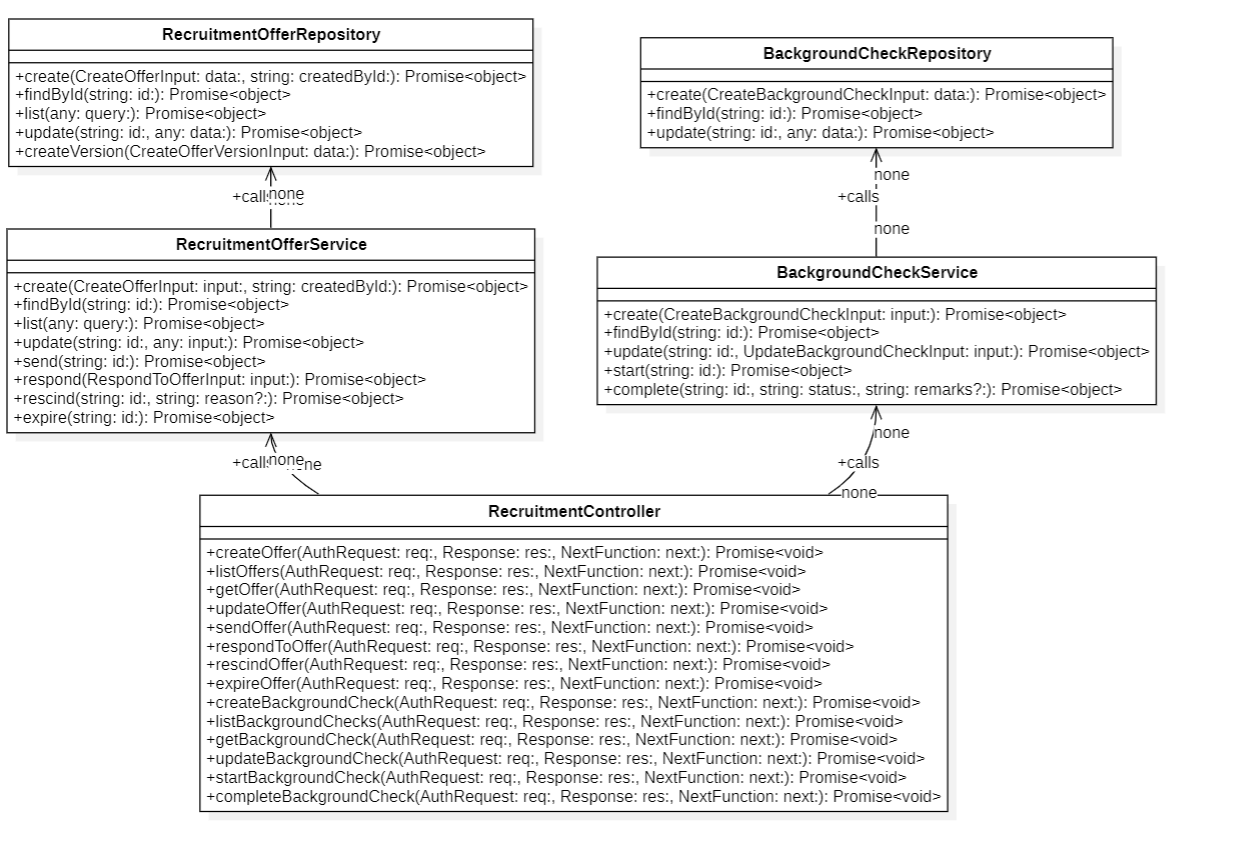 RecruitmentOfferRepository
+create(CreateOfferInput: data:, string: createdById:): Promise<object>
+findById(string: id:): Promise<object>
+list(any: query:): Promise<object>
+update(string: id:, any: data:): Promise<object>
+createVersion(CreateOfferVersionInput: data:): Promise<object>
BackgroundCheckRepository
+create(CreateBackgroundCheckInput: data:): Promise<object>
+findById(string: id:): Promise<object>
+update(string: id:, any: data:): Promise<object>
none
+calls
none
none
+call
none
RecruitmentOfferService
+create(CreateOfferInput: input:, string: createdById:): Promise<object>
+findById(string: id:): Promise<object>
+list(any: query:): Promise<object>
+update(string: id:, any: input:): Promise<object>
+send(string: id:): Promise<object>
+respond(RespondToOfferInput: input:): Promise<object>
+rescind(string: id:, string: reason?:): Promise<object>
+expire(string: id:): Promise<object>
BackgroundCheckService
+create(CreateBackgroundCheckInput: input:): Promise<object>
+findById(string: id:): Promise<object>
+update(string: id:, UpdateBackgroundCheckInput: input:): Promise<object>
+start(string: id:): Promise<object>
+complete(string: id:, string: status:, string: remarks?:): Promise<object>
none
+calls
none
+call
none
RecruitmentController
+createOffer(AuthRequest: req:, Response: res:, NextFunction: next:): Promise<void>
+listOffers(AuthRequest: req:, Response: res:, NextFunction: next:): Promise<void>
+getOffer(AuthRequest: req:, Response: res:, NextFunction: next:): Promise<void>
+updateOffer(AuthRequest: req:, Response: res:, NextFunction: next:): Promise<void>
+sendOffer(AuthRequest: req:, Response: res:, NextFunction: next:): Promise<void>
+respondToOffer(AuthRequest: req:, Response: res:, NextFunction: next:): Promise<void>
+rescindOffer(AuthRequest: req:, Response: res:, NextFunction: next:): Promise<void>
+expireOffer(AuthRequest: req:, Response: res:, NextFunction: next:): Promise<void>
+createBackgroundCheck(AuthRequest: req:, Response: res:, NextFunction: next:): Promise<void>
+listBackgroundChecks(AuthRequest: req:, Response: res:, NextFunction: next:): Promise<void>
+getBackgroundCheck(AuthRequest: req:, Response: res:, NextFunction: next:): Promise<void>
+updateBackgroundCheck(AuthRequest: req:, Response: res:, NextFunction: next:): Promise<void>
+startBackgroundCheck(AuthRequest: req:, Response: res:, NextFunction: next:): Promise<void>
+completeBackgroundCheck(AuthRequest: req:, Response: res:, NextFunction: next:): Promise<void>